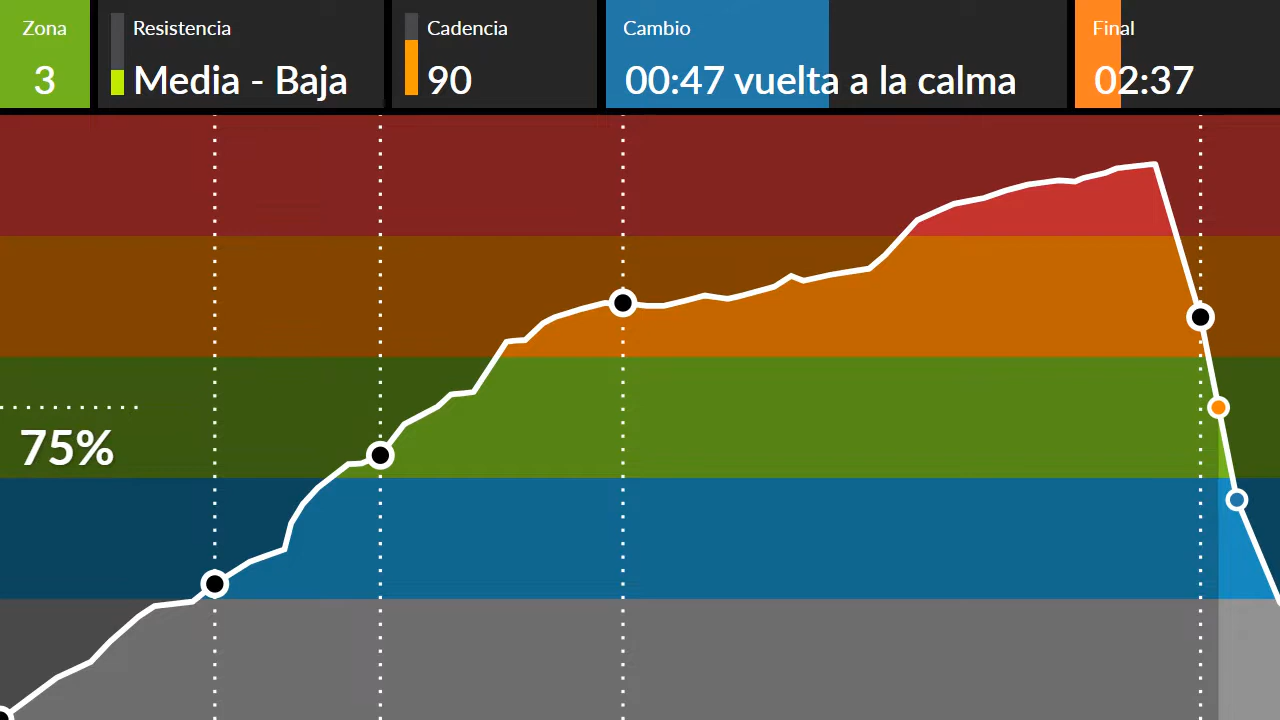 Zona
3
Resistencia
Media - Baja
Cadencia
90
Cambio
00:47 vuelta a la calma
Final
02:37
75%